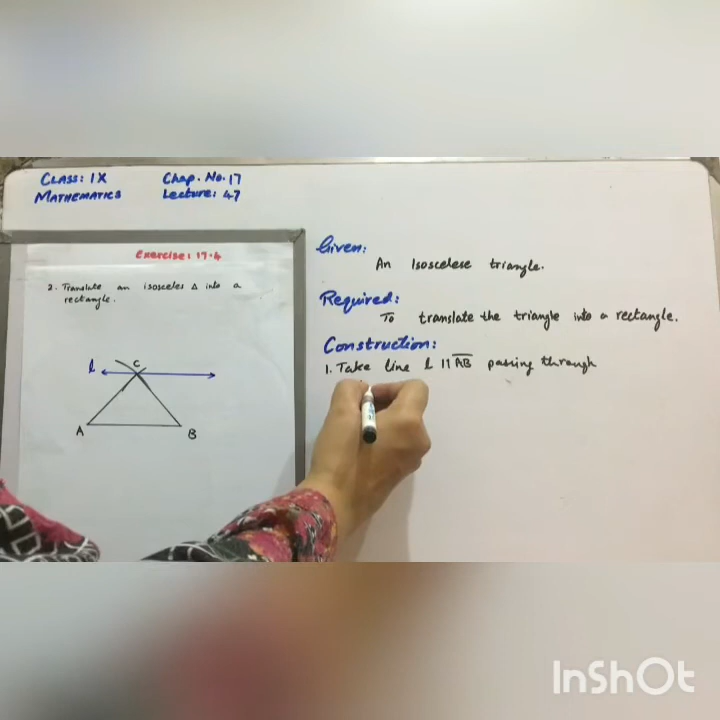 CLASS: IX Chap. No. 17
MATHEMATICS Lecture: 47
Exercise: 17.4
2. Translate an isosceles △ into a
rectangle.
l
C
A
B
Given:
An Isoscelese triangle.
Required:
To translate the triangle into a rectangle.
Construction:
1. Take line l || AB passing through
InShOt